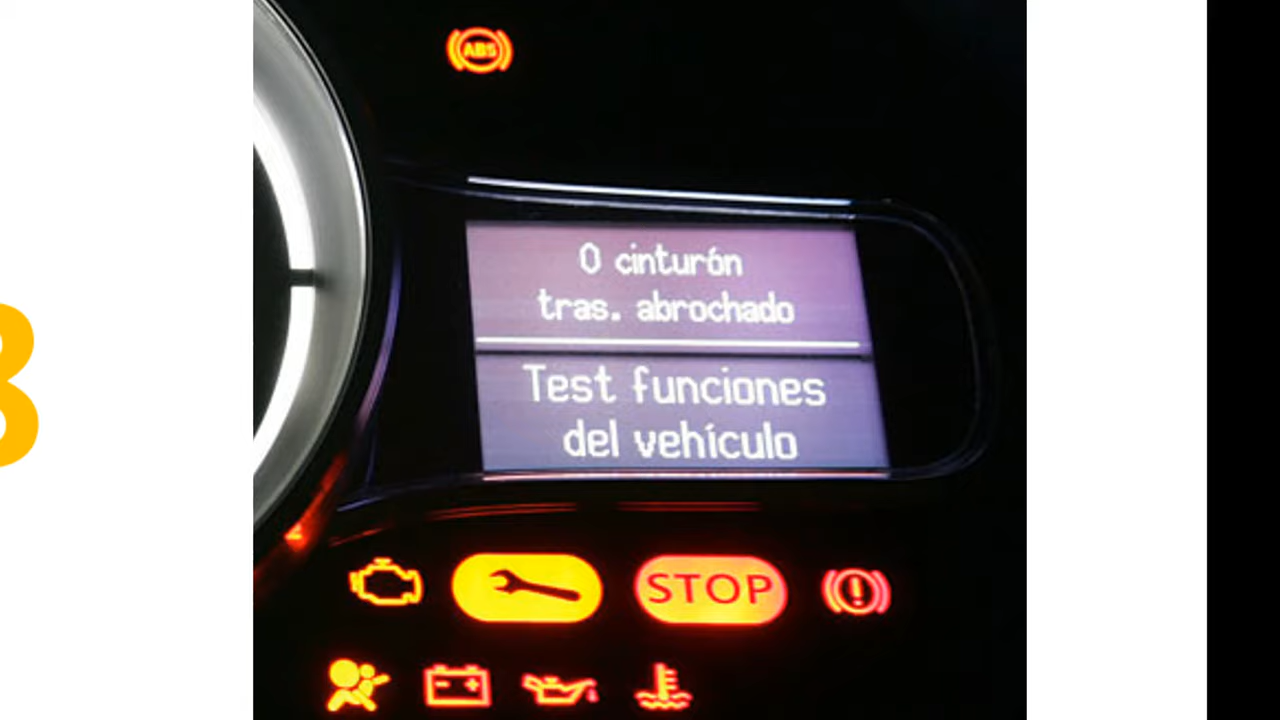 ABS
0 cinturón
tras. abrochado
Test funciones
del vehículo
STOP